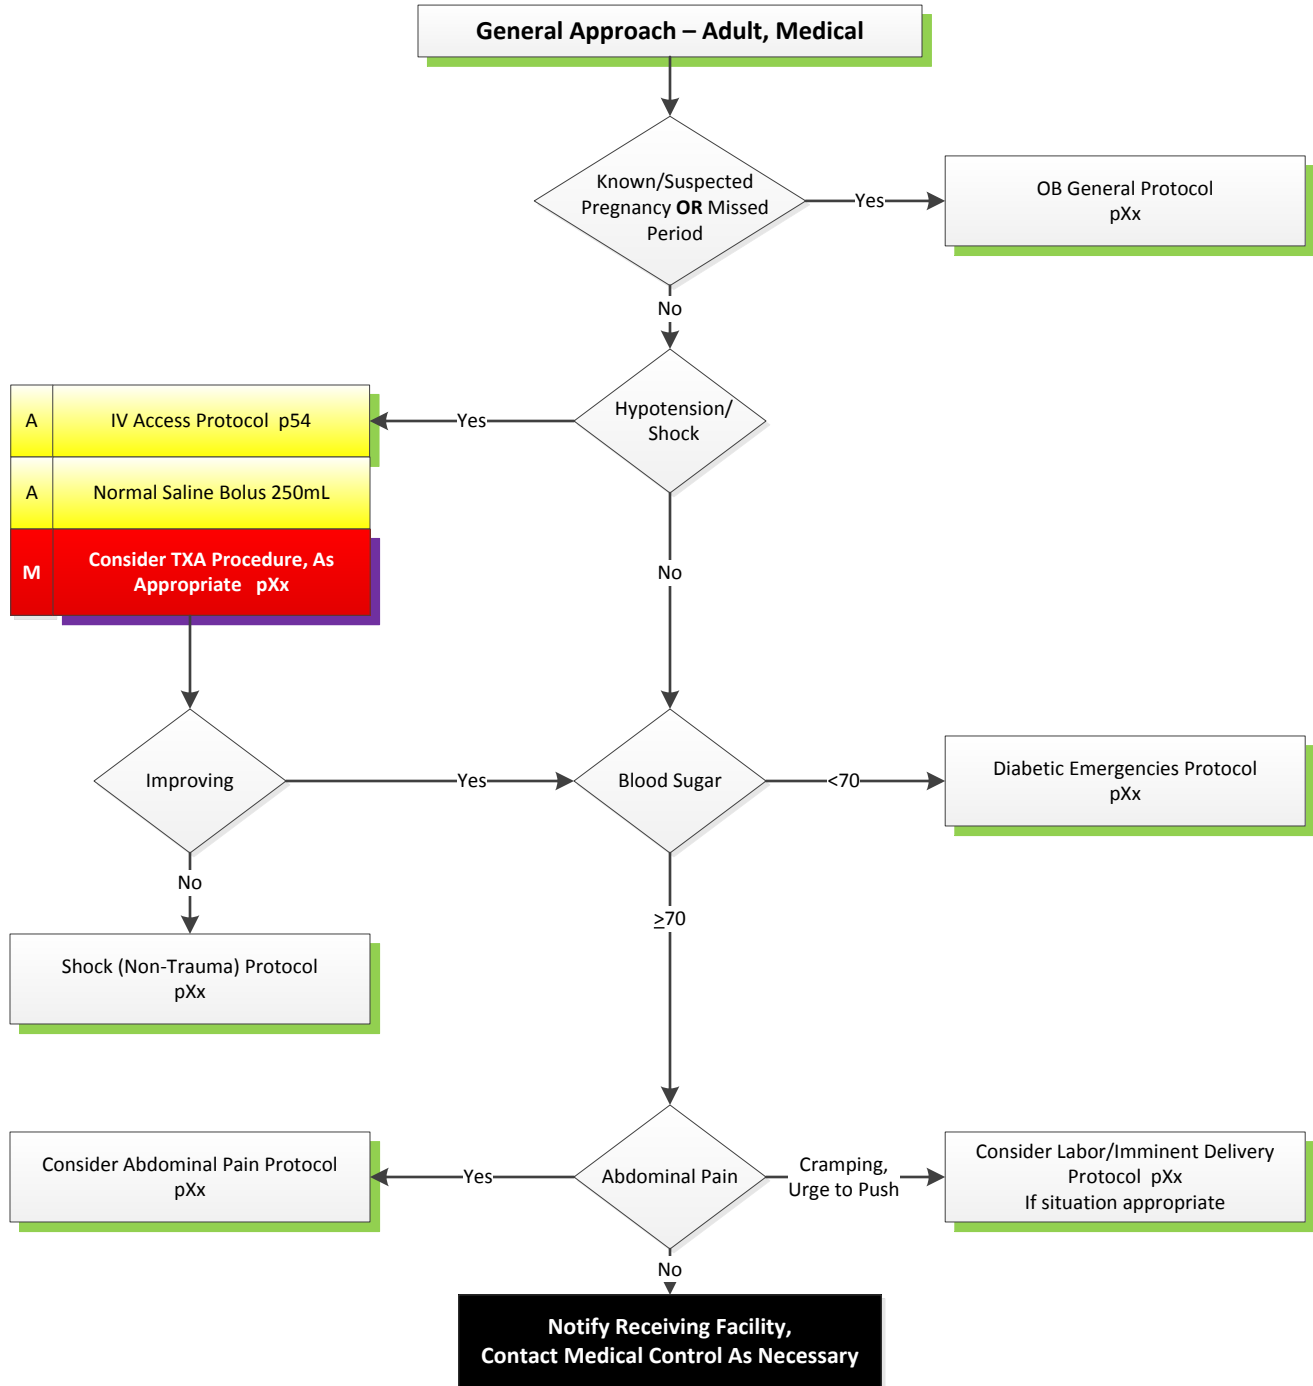 General Approach – Adult, Medical
Known/Suspected
Pregnancy OR Missed
Period
Yes
OB General Protocol
pXx
No
Hypotension/
Shock
Yes
A IV Access Protocol p54
A Normal Saline Bolus 250mL
M Consider TXA Procedure, As
Appropriate pXx
No
Improving
Yes
Blood Sugar
<70
Diabetic Emergencies Protocol
pXx
No
≥70
Shock (Non-Trauma) Protocol
pXx
Consider Abdominal Pain Protocol
pXx
Yes
Abdominal Pain
Cramping,
Urge to Push
Consider Labor/Imminent Delivery
Protocol pXx
If situation appropriate
No
Notify Receiving Facility,
Contact Medical Control As Necessary